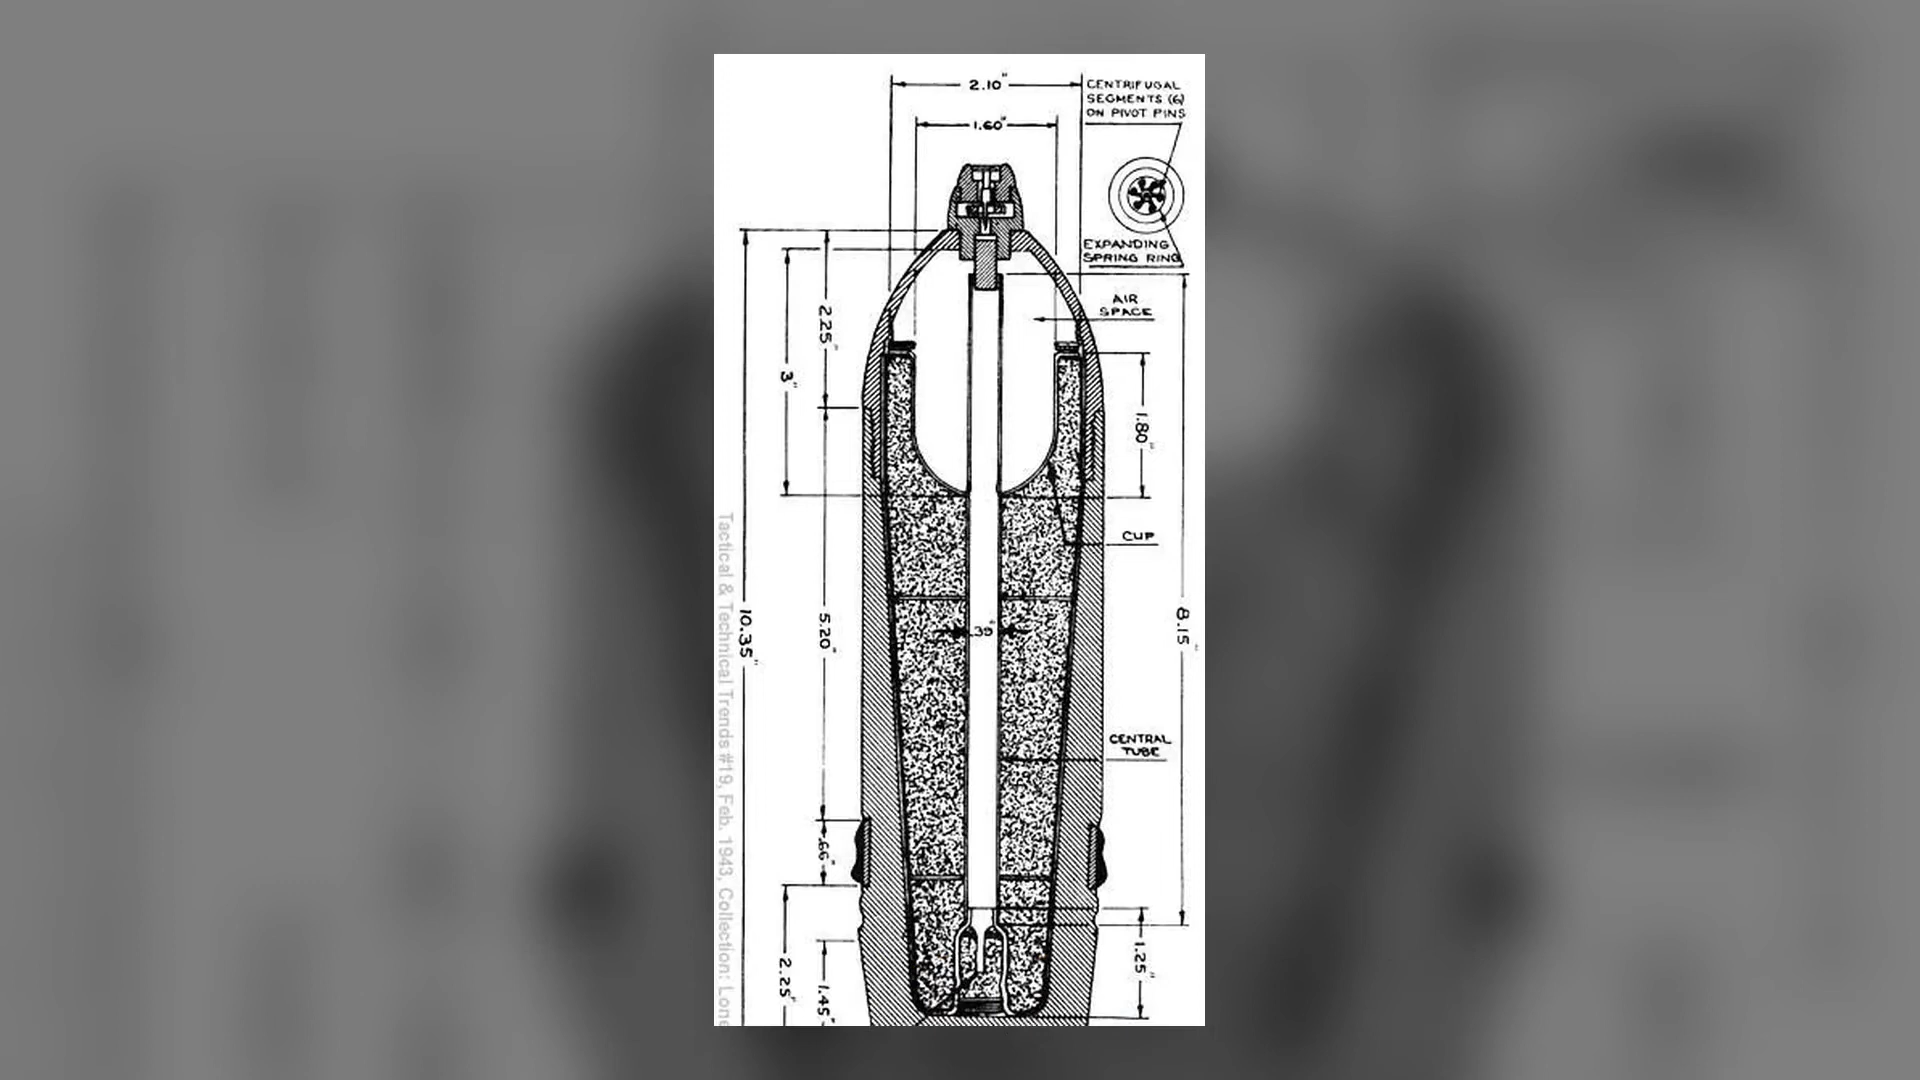 2.10"
CENTRIFUGAL
SEGMENTS (6)
ON PIVOT PINS
1.60"
EXPANDING
SPRING RING
AIR
SPACE
2.25"
3"
1.80"
CUP
10.35"
5.20"
.39"
8.15"
CENTRAL
TUBE
.66"
2.25"
1.45"
1.25"
Tactical & Technical Trends #19, Feb. 1943, Collection: Lone